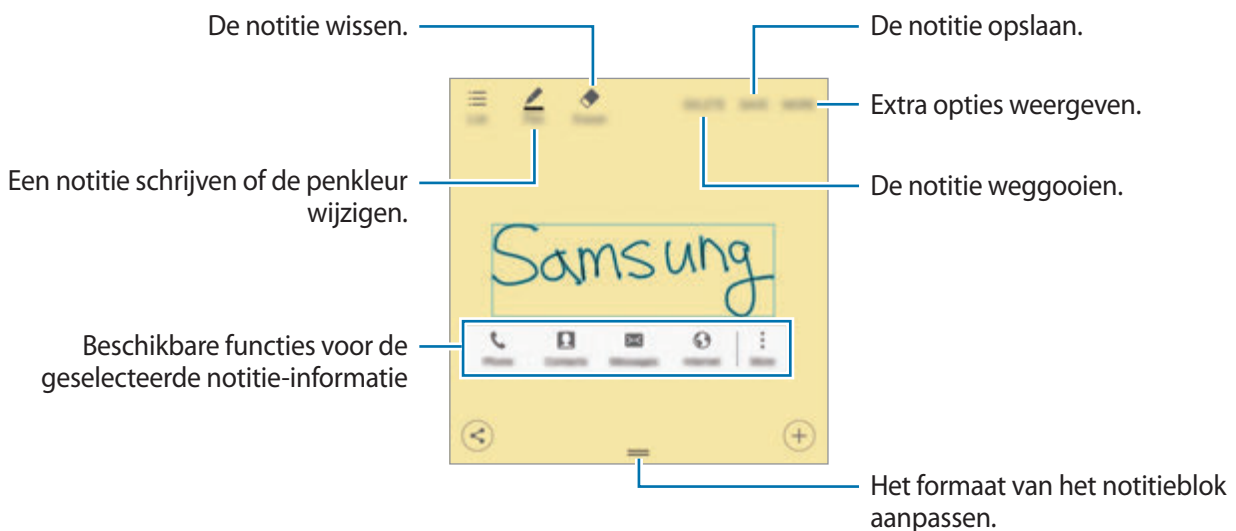 De notitie wissen.
De notitie opslaan.
Extra opties weergeven.
Een notitie schrijven of de penkleur
wijzigen.
De notitie weggooien.
Samsung
Beschikbare functies voor de
geselecteerde notitie-informatie
Het formaat van het notitieblok
aanpassen.